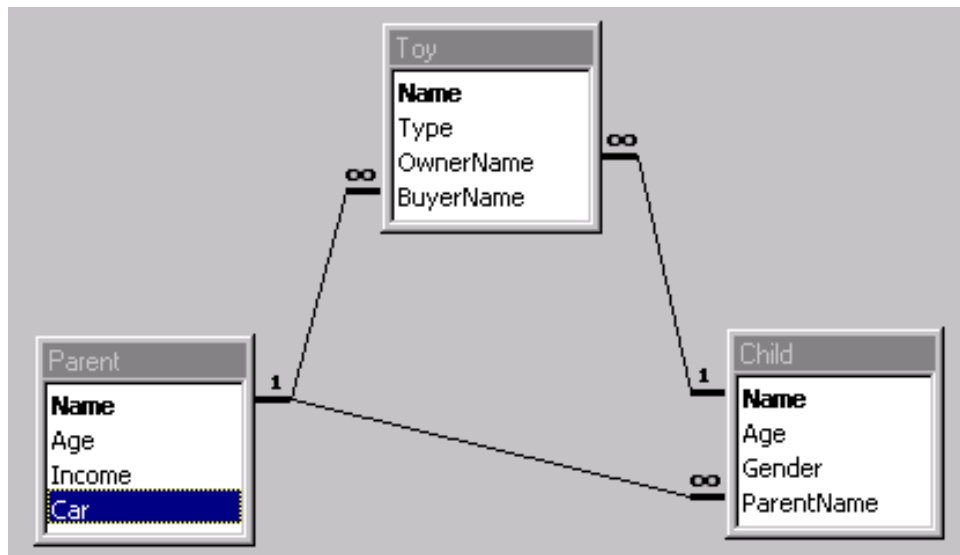 Toy
Name
Type
OwnerName
BuyerName
∞
∞
Parent
Name
Age
Income
Car
1
Child
Name
Age
Gender
ParentName
1
∞